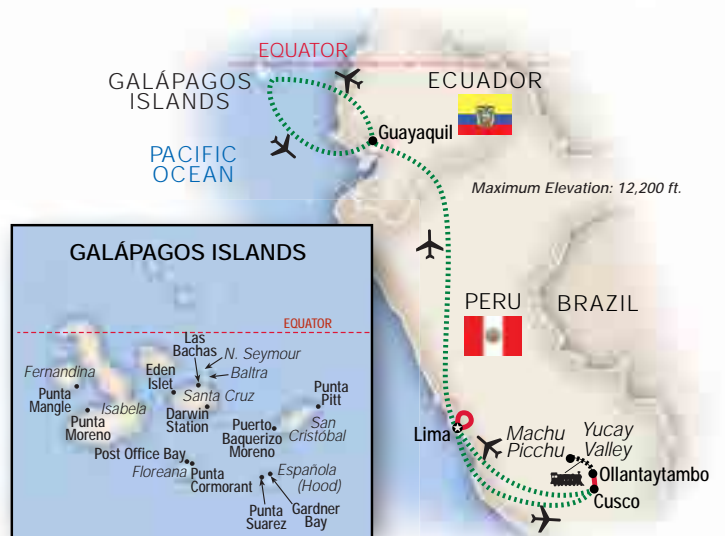 EQUATOR
GALÁPAGOS
ISLANDS
ECUADOR
Guayaquil
PACIFIC
OCEAN
Maximum Elevation: 12,200 ft.
PERU
BRAZIL
Lima
Machu
Picchu
Yucay
Valley
Ollantaytambo
Cusco
GALÁPAGOS ISLANDS
EQUATOR
Las
Bachas
N. Seymour
Baltra
Fernandina
Eden
Islet
Santa Cruz
Punta
Mangle
Isabela
Punta
Moreno
Darwin
Station
Punta
Pitt
San
Cristóbal
Puerto
Baquerizo
Moreno
Post Office Bay
Floreana
Punta
Cormorant
Española
(Hood)
Punta
Suarez
Gardner
Bay